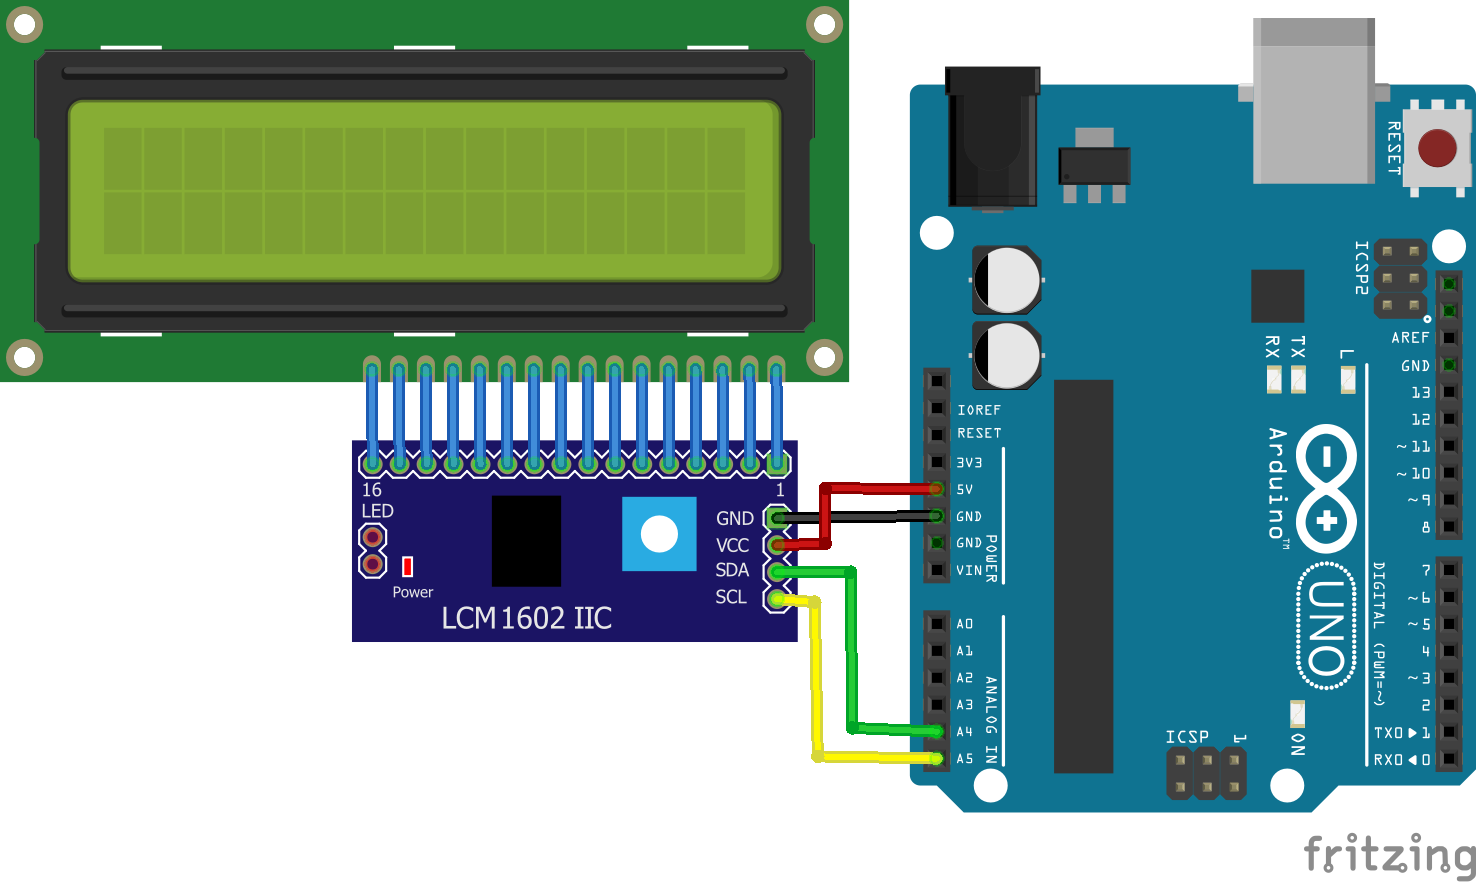 16
1
LED
GND
VCC
SDA
SCL
Power
LCM1602 IIC
RESET
ICSP2
AREF
GND
13
12
~11
~10
~9
8
RX
TX
L
IOREF
RESET
3V3
5V
GND
GND
VIN
POWER
Arduino™
UNO
DIGITAL (PWM=~)
7
~6
~5
4
~3
2
TX0▶1
RX0◀0
A0
A1
A2
A3
A4
A5
ANALOG IN
ICSP
1
ON
fritzing